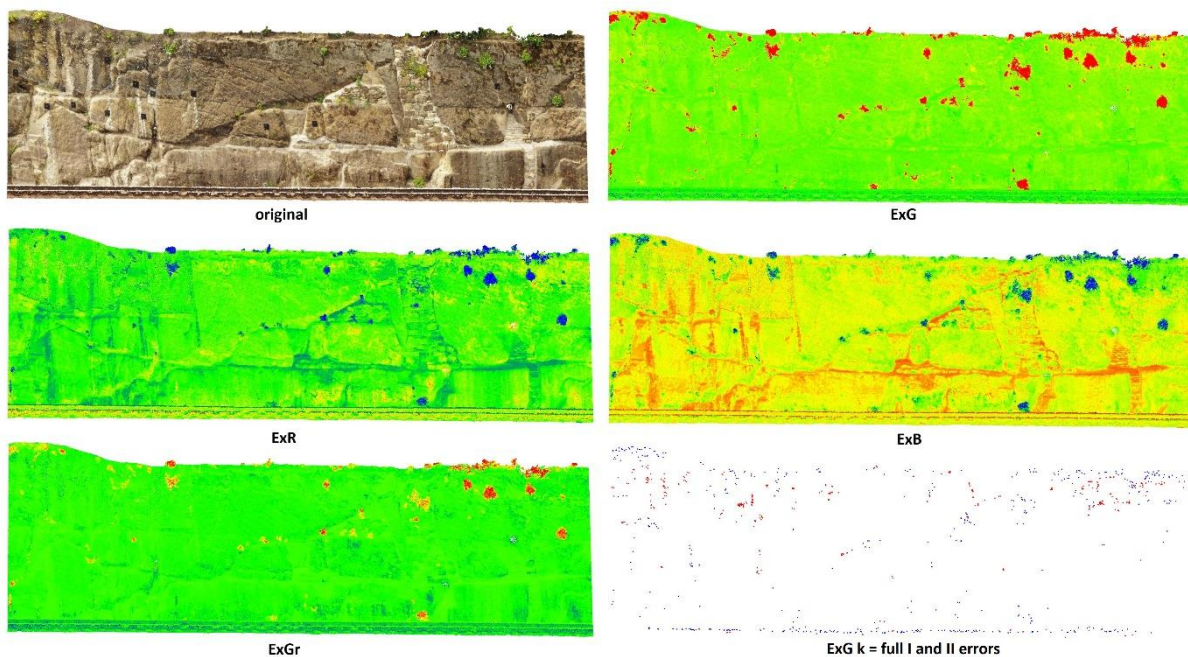 original
ExG
ExR
ExB
ExGr
ExG k = full I and II errors